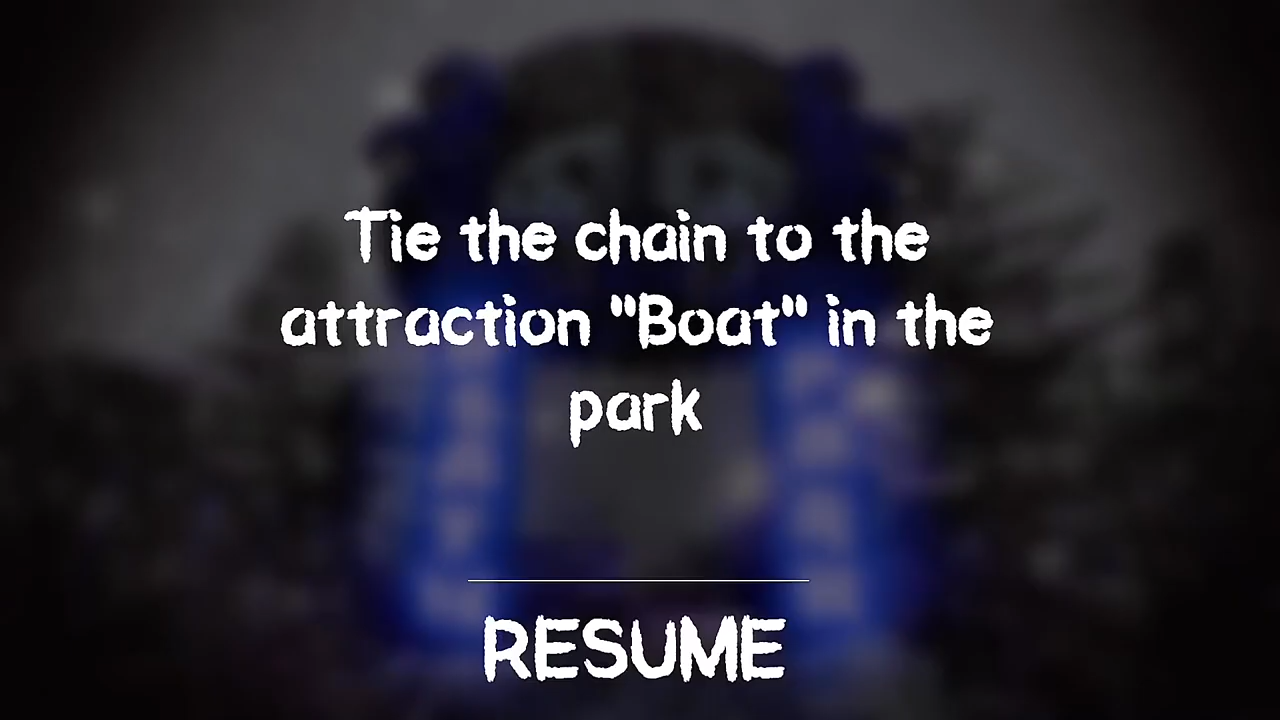 Tie the chain to the
attraction "Boat" in the
park
RESUME